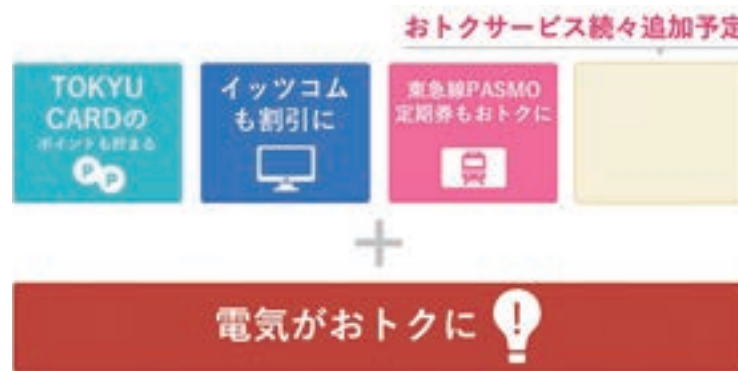 おトクサービス続々追加予定
TOKYU
CARDの
ポイントも貯まる
P P
イッツコム
も割引に
東急線PASMO
定期券もおトクに
+
電気がおトクに !